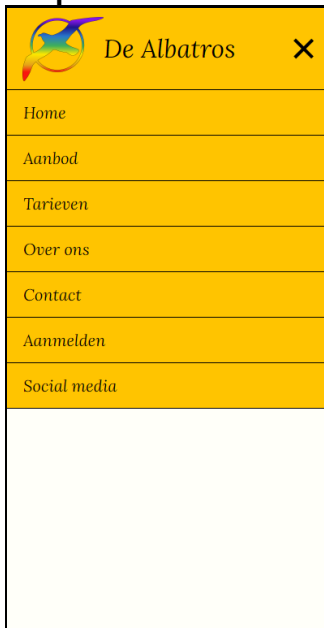 De Albatros
Home
Aanbod
Tarieven
Over ons
Contact
Aanmelden
Social media